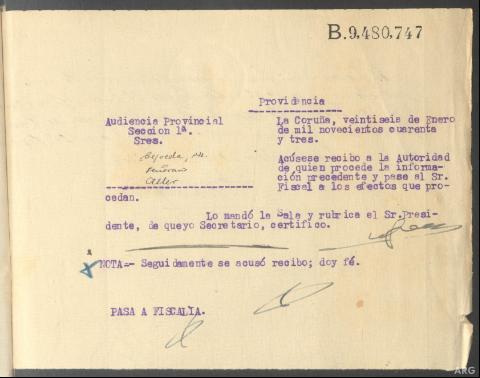 B.9,480,747
Providencia
Audiencia Provincial
Seccion 1ª.
Sres.
La Coruña, veintiseis de Enero
de mil novecientos cuarenta
y tres.
Acúsese recibo a la Autoridad
de quien procede la informa-
ción precedente y pase al Sr.
Fiscal a los efectos que pro-
cedan.
Lo mandó la Sala y rubrica el Sr.Presi-
dente, de queyo Secretario, certifico.
NOTA=- Seguidamente se acusó recibo; doy fé.
PASA A FISCALIA.
ARG